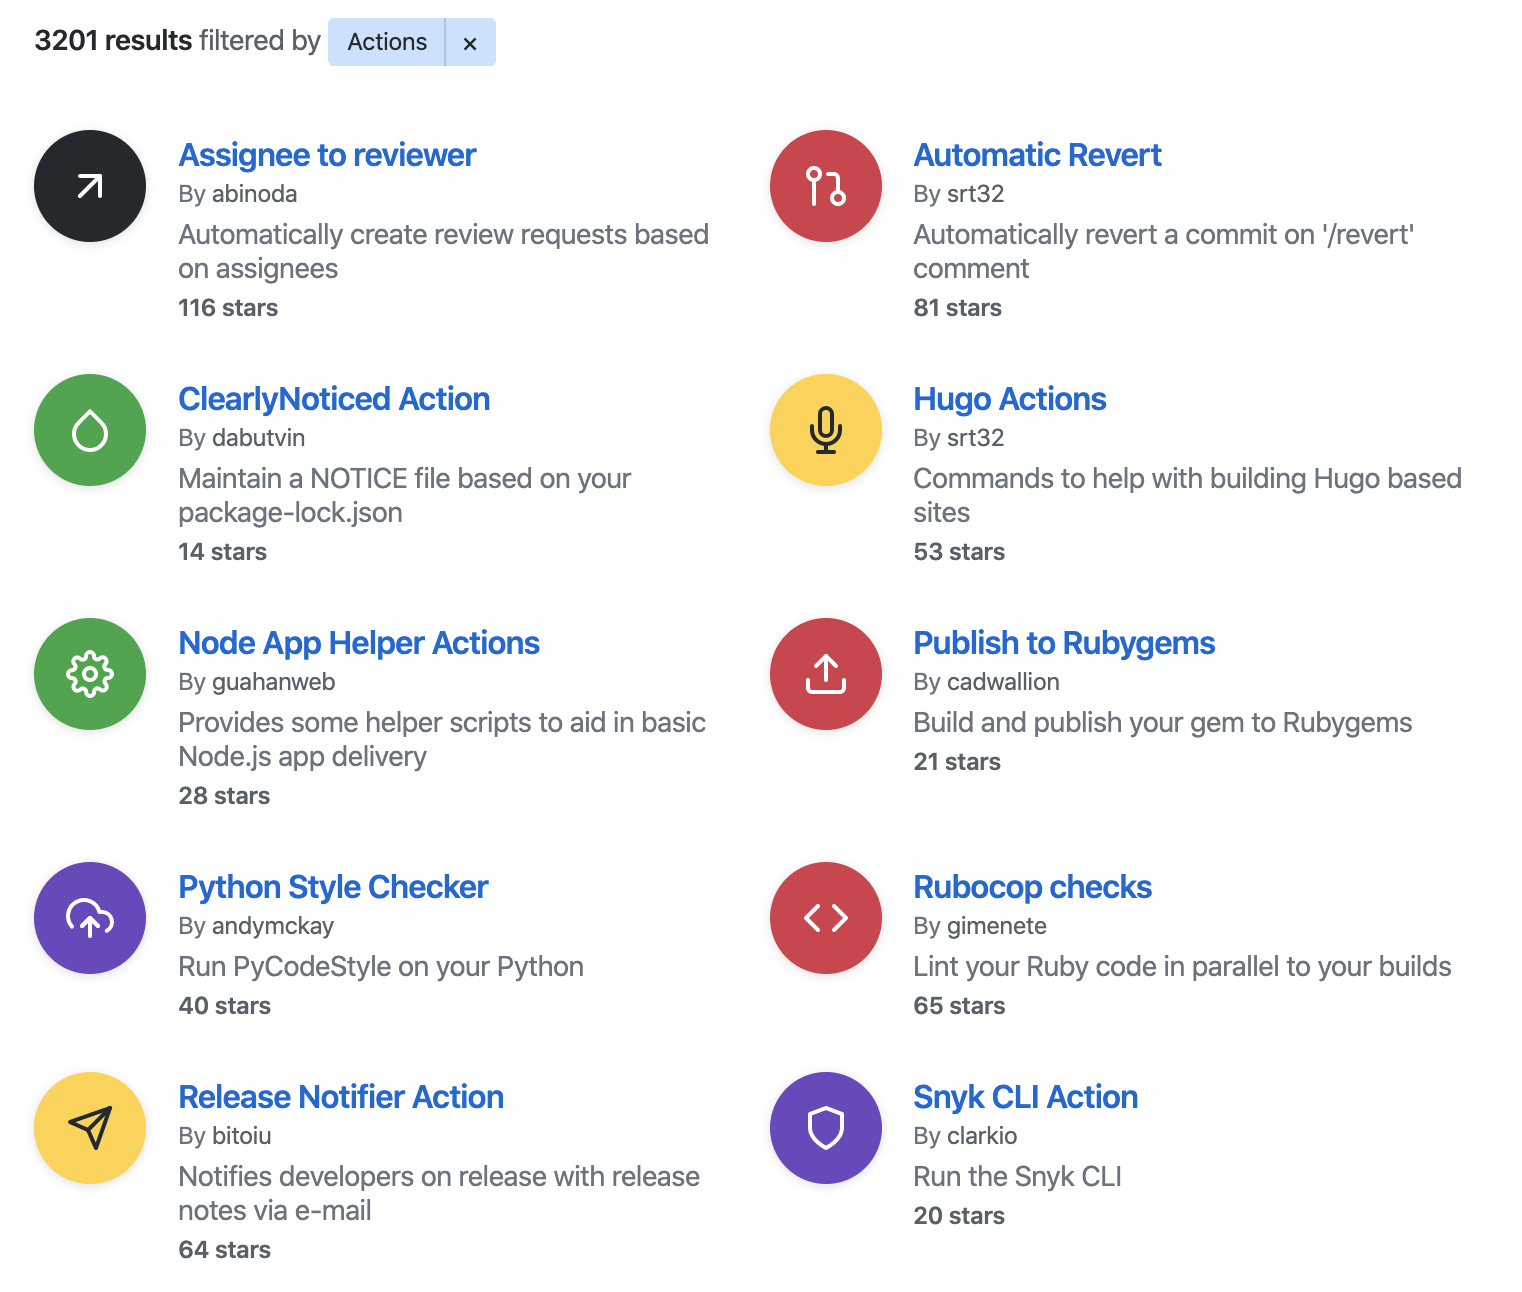 3201 results filtered by Actions ×
Assignee to reviewer
By abinoda
Automatically create review requests based
on assignees
116 stars
Automatic Revert
By srt32
Automatically revert a commit on '/revert'
comment
81 stars
ClearlyNoticed Action
By dabutvin
Maintain a NOTICE file based on your
package-lock.json
14 stars
Hugo Actions
By srt32
Commands to help with building Hugo based
sites
53 stars
Node App Helper Actions
By guahanweb
Provides some helper scripts to aid in basic
Node.js app delivery
28 stars
Publish to Rubygems
By cadwallion
Build and publish your gem to Rubygems
21 stars
Python Style Checker
By andymckay
Run PyCodeStyle on your Python
40 stars
Rubocop checks
By gimenete
Lint your Ruby code in parallel to your builds
65 stars
Release Notifier Action
By bitoiu
Notifies developers on release with release
notes via e-mail
64 stars
Snyk CLI Action
By clarkio
Run the Snyk CLI
20 stars